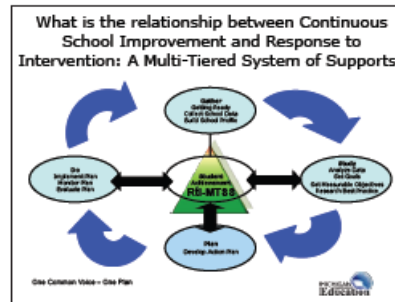 What is the relationship between Continuous
School Improvement and Response to
Intervention: A Multi-Tiered System of Supports
Gather
Getting Ready
Collect School Data
Build School Profile
Do
Implement Plan
Monitor Plan
Evaluate Plan
Student
Achievement
RtI-MTSS
Study
Analyze Data
Set Goals
Set Measurable Objectives
Research Best Practice
Plan
Develop Action Plan
One Common Voice – One Plan
MICHIGAN
Education